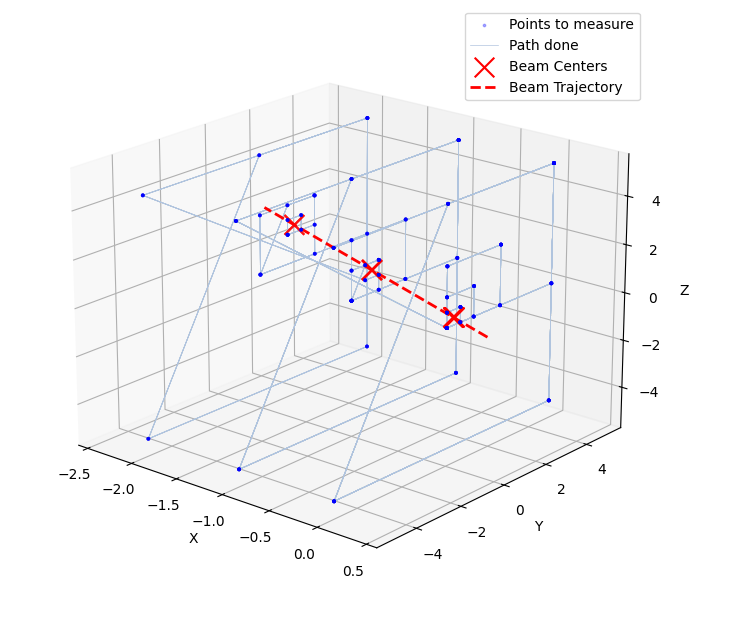 Points to measure
Path done
Beam Centers
Beam Trajectory
4
2
0
−2
−4
Z
−2.5
−2.0
−1.5
−1.0
−0.5
0.0
0.5
X
−4
−2
0
2
4
Y